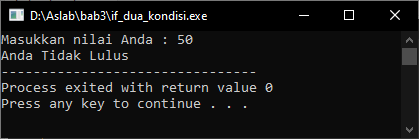 D:\Aslab\bab3\if_dua_kondisi.exe
Masukkan nilai Anda : 50
Anda Tidak Lulus
--------------------------------
Process exited with return value 0
Press any key to continue . . .